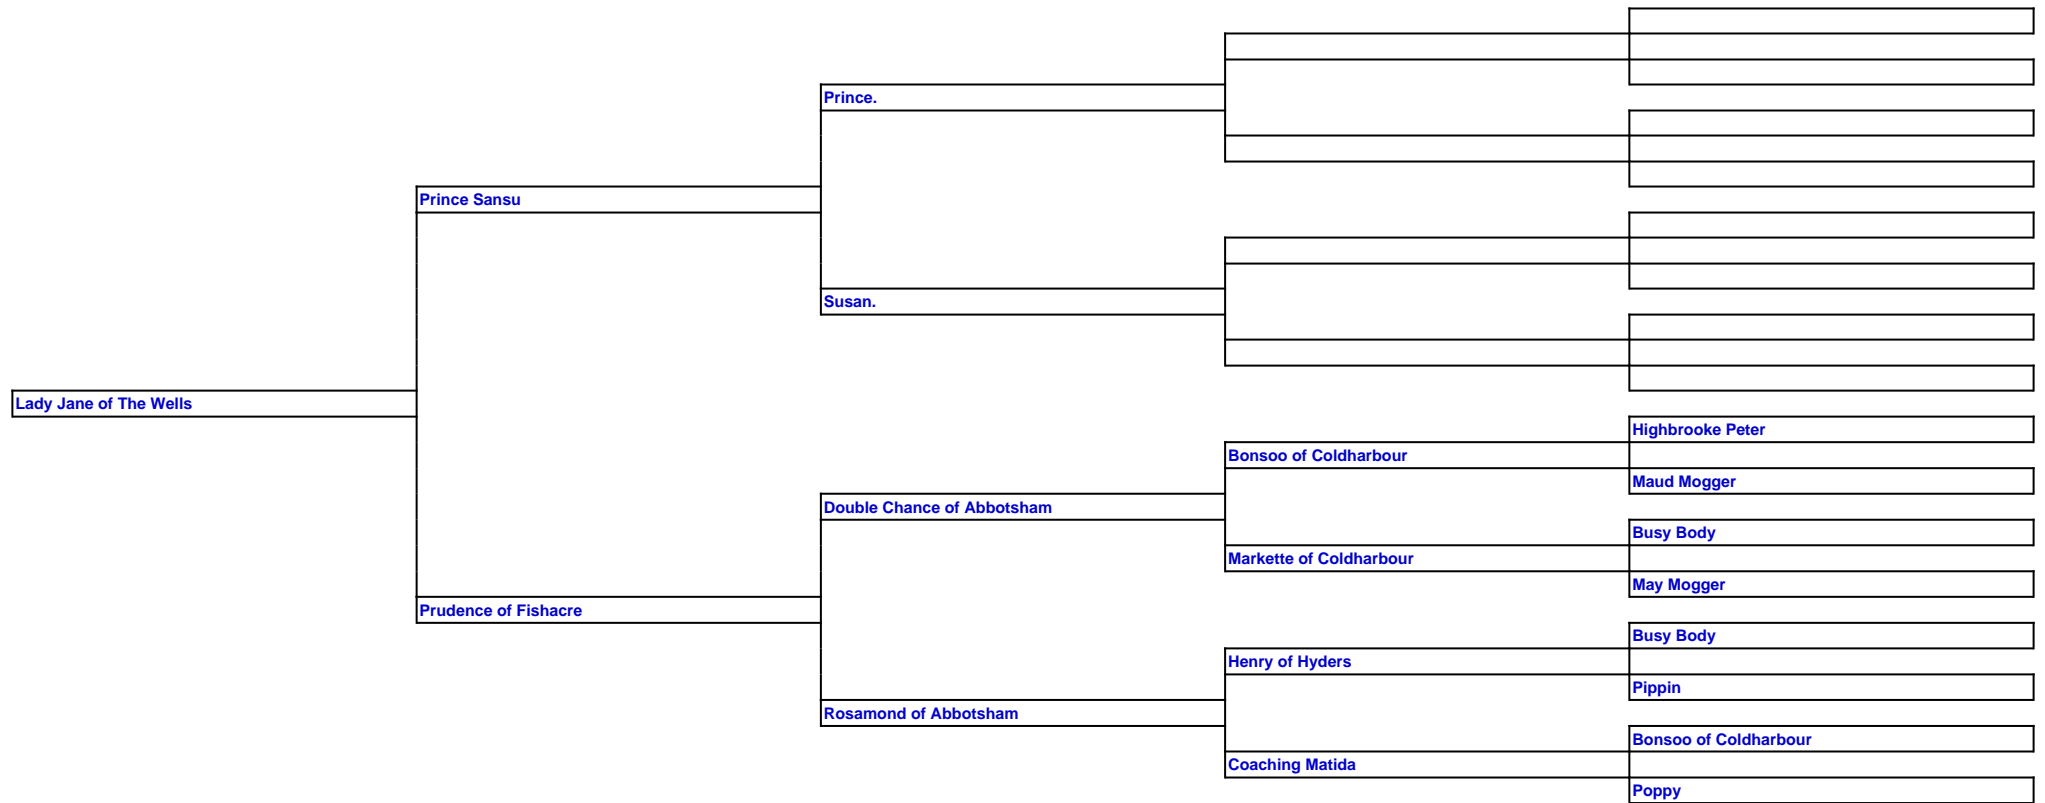 Prince.
Prince Sansu
Susan.
Lady Jane of The Wells
Highbrooke Peter
Bonsoo of Coldharbour
Maud Mogger
Double Chance of Abbotsham
Busy Body
Markette of Coldharbour
May Mogger
Prudence of Fishacre
Busy Body
Henry of Hyders
Pippin
Rosamond of Abbotsham
Bonsoo of Coldharbour
Coaching Matida
Poppy